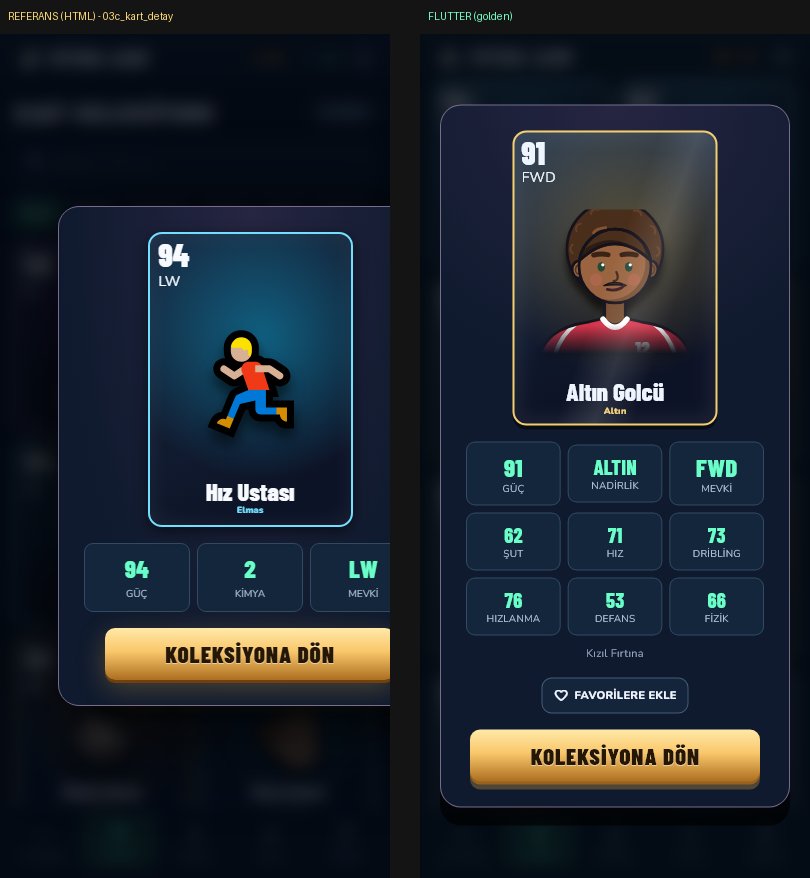 REFERANS (HTML) - 03c_kart_detay
94
LW
Hız Ustası
Elmas
94
GÜÇ
2
KİMYA
LW
MEVKİ
KOLEKSİYONA DÖN
FLUTTER (golden)
91
FWD
12
Altın Golcü
Altın
91
GÜÇ
ALTIN
NADİRLİK
FWD
MEVKİ
62
ŞUT
71
HIZ
73
DRİBLİNG
76
HIZLANMA
53
DEFANS
66
FİZİK
Kızıl Fırtına
FAVORİLERE EKLE
KOLEKSİYONA DÖN